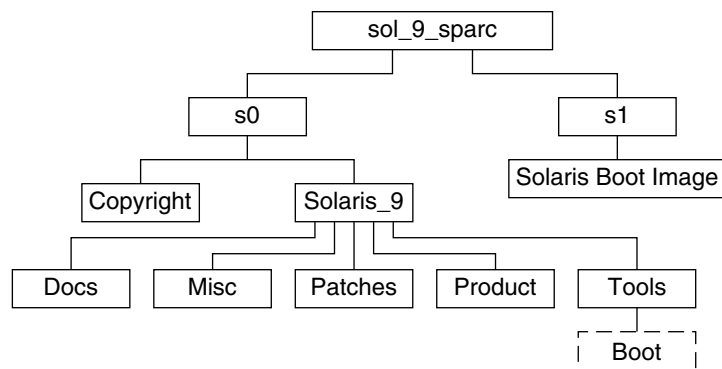 sol_9_sparc
s0
s1
Copyright
Solaris_9
Solaris Boot Image
Docs
Misc
Patches
Product
Tools
Boot